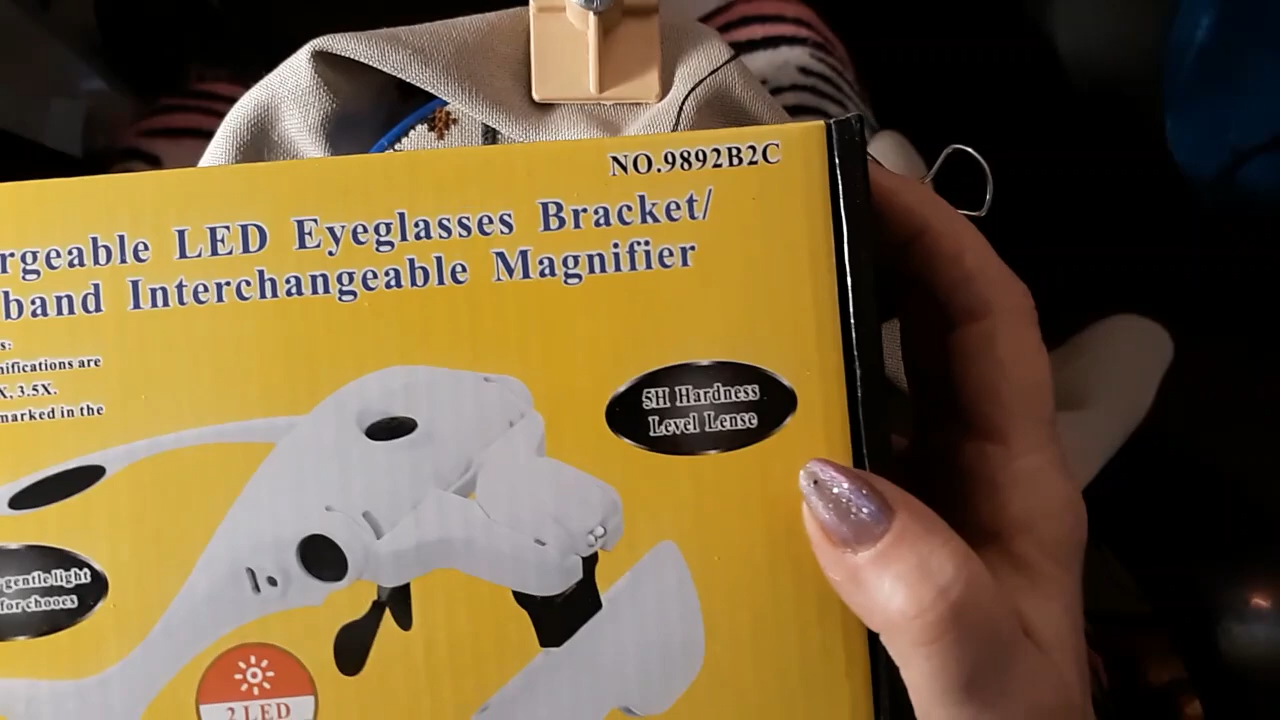 NO.9892B2C
rgeable LED Eyeglasses Bracket/
band Interchangeable Magnifier
s:
nifications are
X, 3.5X.
marked in the
5H Hardness
Level Lense
gentle light
for chooes
2 LED